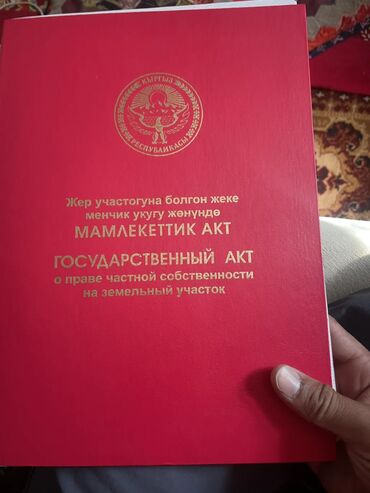 КЫРГЫЗ
РЕСПУБЛИКАСЫ
Жер участогуна болгон жеке
менчик укугу жөнүндө
МАМЛЕКЕТТИК АКТ
ГОСУДАРСТВЕННЫЙ АКТ
о праве частной собственности
на земельный участок